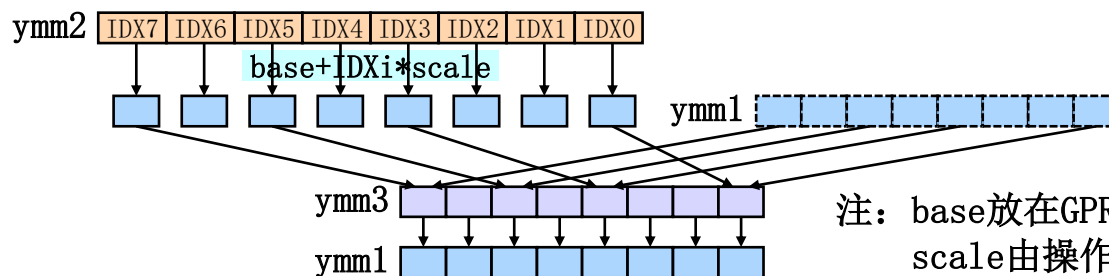 ymm2 IDX7 IDX6 IDX5 IDX4 IDX3 IDX2 IDX1 IDX0
base+IDXi*scale
ymm1
ymm3
注: base放在GPR
scale由操作
ymm1